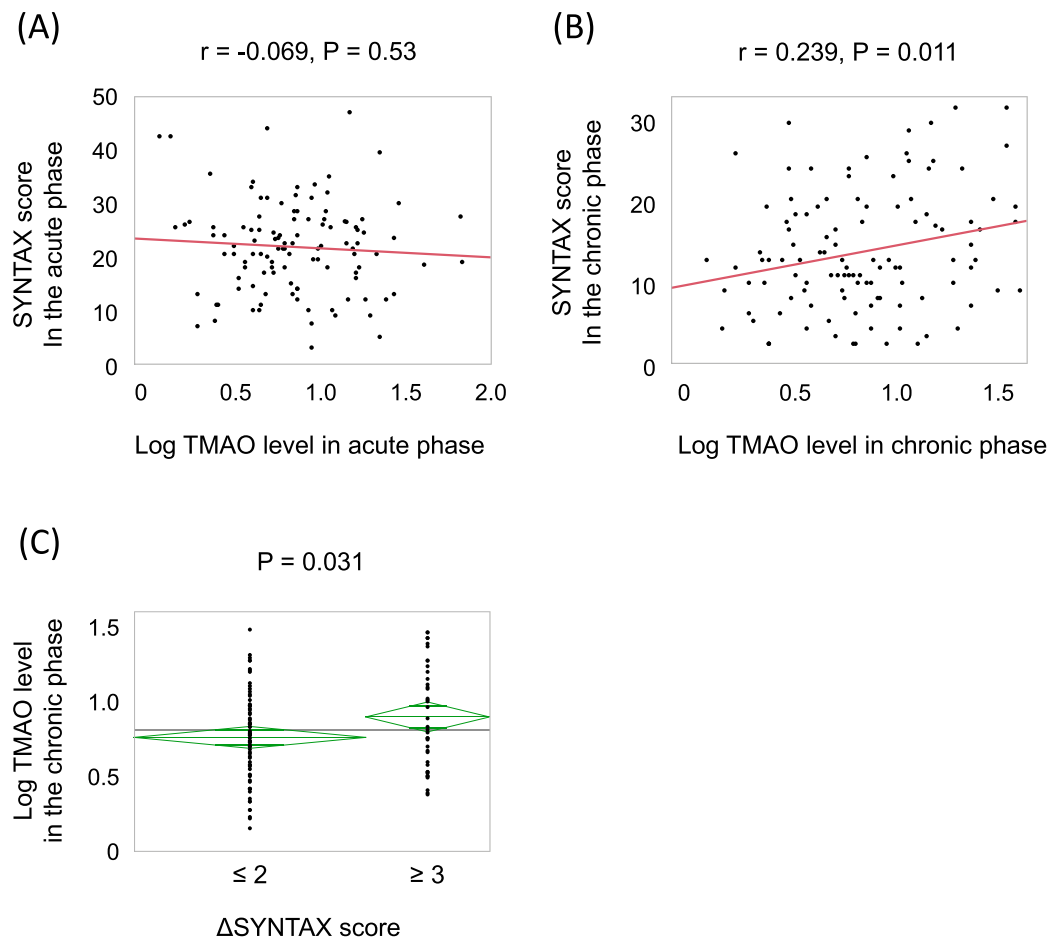 (A)
r = -0.069, P = 0.53
SYNTAX score
In the acute phase
50
40
30
20
10
0
0 0.5 1.0 1.5 2.0
Log TMAO level in acute phase
(B)
r = 0.239, P = 0.011
SYNTAX score
In the chronic phase
30
20
10
0
0 0.5 1.0 1.5
Log TMAO level in chronic phase
(C)
P = 0.031
Log TMAO level
in the chronic phase
1.5
1.0
0.5
0
≤ 2 ≥ 3
ΔSYNTAX score